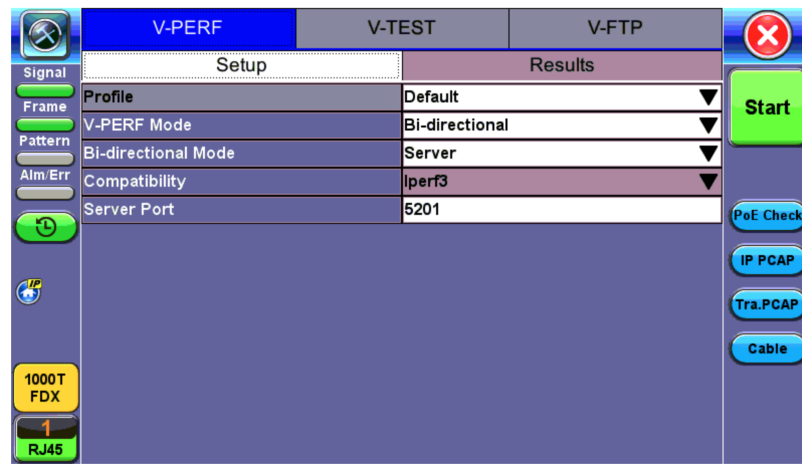 V-PERF V-TEST V-FTP
Setup Results
Signal
Frame
Pattern
Alm/Err
Profile Default
V-PERF Mode Bi-directional
Bi-directional Mode Server
Compatibility Iperf3
Server Port 5201
IP
1000T
FDX
1
RJ45
Start
PoE Check
IP PCAP
Tra.PCAP
Cable